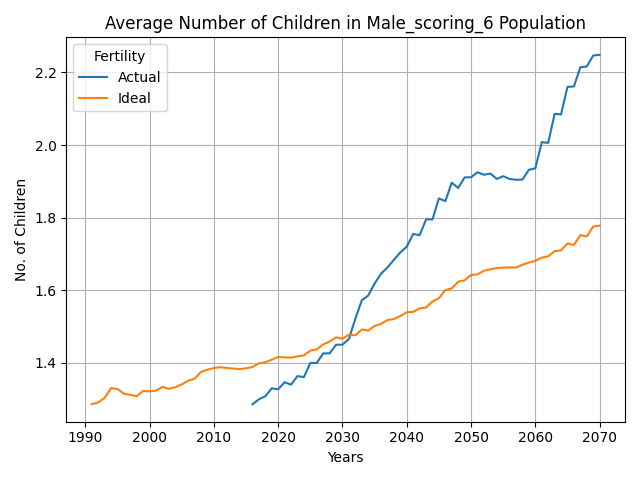 Average Number of Children in Male_scoring_6 Population
Fertility
Actual
Ideal
No. of Children
2.2
2.0
1.8
1.6
1.4
1990 2000 2010 2020 2030 2040 2050 2060 2070
Years